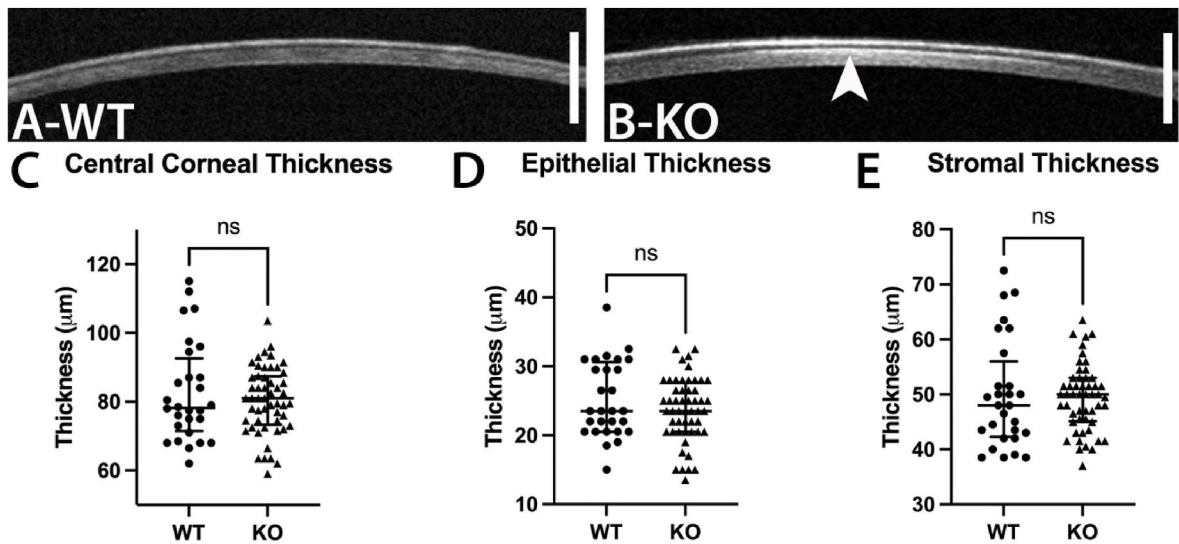 A-WT
B-KO
C Central Corneal Thickness
ns
Thickness (μm)
120
100
80
60
WT KO
D Epithelial Thickness
ns
Thickness (μm)
50
40
30
20
10
WT KO
E Stromal Thickness
ns
Thickness (μm)
80
70
60
50
40
30
WT KO